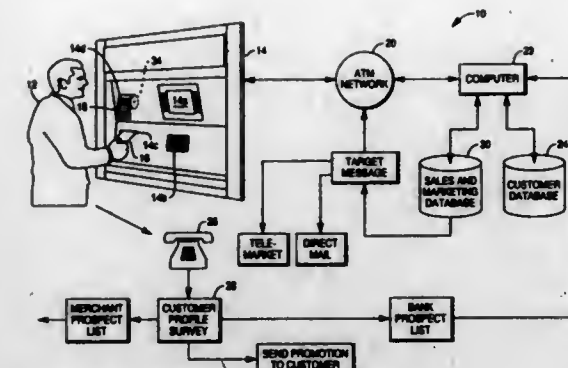 10
14d
34
14
20
22
ATM
NETWORK
COMPUTER
12
18
14a
14c
16
14b
30
24
TARGET
MESSAGE
SALES AND
MARKETING
DATABASE
CUSTOMER
DATABASE
TELE-
MARKET
DIRECT
MAIL
MERCHANT
PROSPECT
LIST
CUSTOMER
PROFILE
SURVEY
BANK
PROSPECT
LIST
SEND PROMOTION
TO CUSTOMER